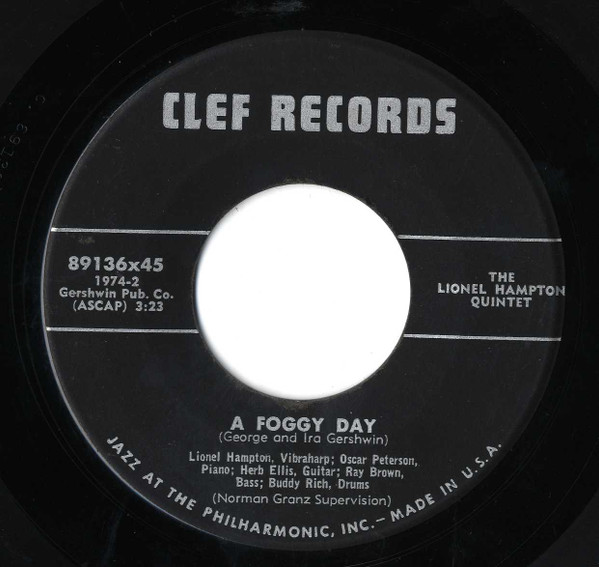 CLEF RECORDS
89136x45
1974-2
Gershwin Pub. Co.
(ASCAP) 3:23
THE
LIONEL HAMPTON
QUINTET
A FOGGY DAY
(George and Ira Gershwin)
Lionel Hampton, Vibraharp; Oscar Peterson,
Piano; Herb Ellis, Guitar; Ray Brown,
Bass; Buddy Rich, Drums
(Norman Granz Supervision)
JAZZ AT THE PHILHARMONIC, INC.— MADE IN U.S.A.